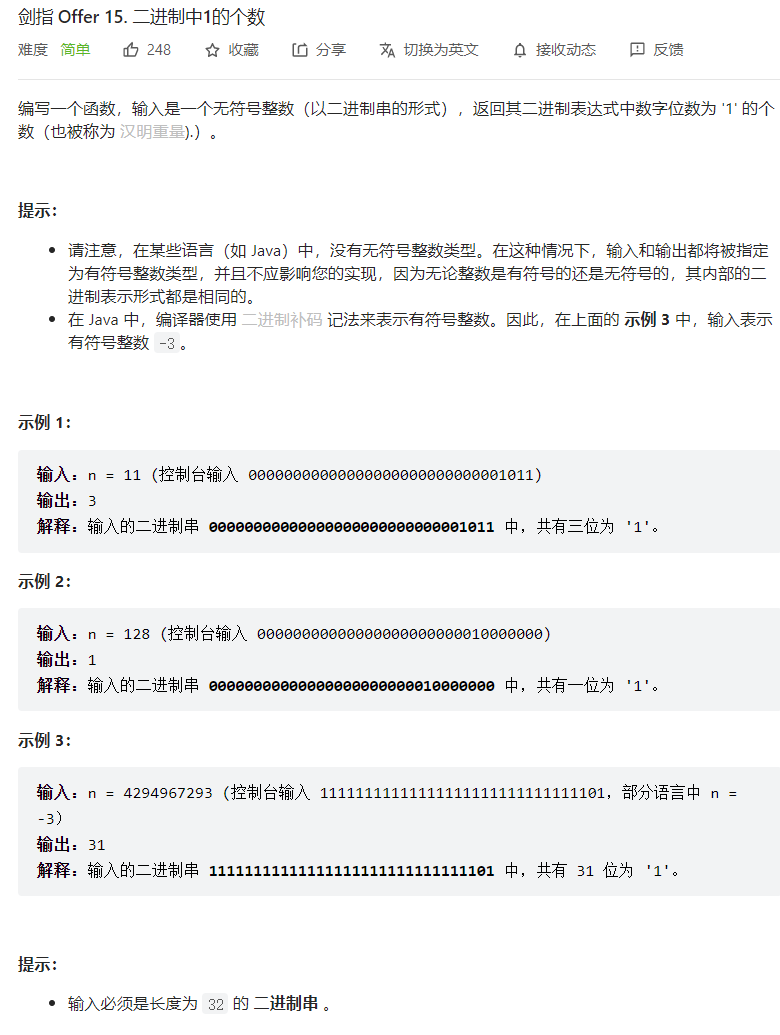 剑指 Offer 15. 二进制中1的个数
难度 简单 248 收藏 分享 切换为英文 接收动态 反馈
编写一个函数，输入是一个无符号整数（以二进制串的形式），返回其二进制表达式中数字位数为 '1' 的个
数（也被称为 汉明重量).）。
提示：
请注意，在某些语言（如 Java）中，没有无符号整数类型。在这种情况下，输入和输出都将被指定
为有符号整数类型，并且不应影响您的实现，因为无论整数是有符号的还是无符号的，其内部的二
进制表示形式都是相同的。
在 Java 中，编译器使用 二进制补码 记法来表示有符号整数。因此，在上面的 示例 3 中，输入表示
有符号整数 -3。
示例 1：
输入：n = 11 (控制台输入 00000000000000000000000000001011)
输出：3
解释：输入的二进制串 00000000000000000000000000001011 中，共有三位为 '1'。
示例 2：
输入：n = 128 (控制台输入 00000000000000000000000010000000)
输出：1
解释：输入的二进制串 00000000000000000000000010000000 中，共有一位为 '1'。
示例 3：
输入：n = 4294967293 (控制台输入 11111111111111111111111111111101，部分语言中 n =
-3）
输出：31
解释：输入的二进制串 11111111111111111111111111111101 中，共有 31 位为 '1'。
提示：
输入必须是长度为 32 的 二进制串 。